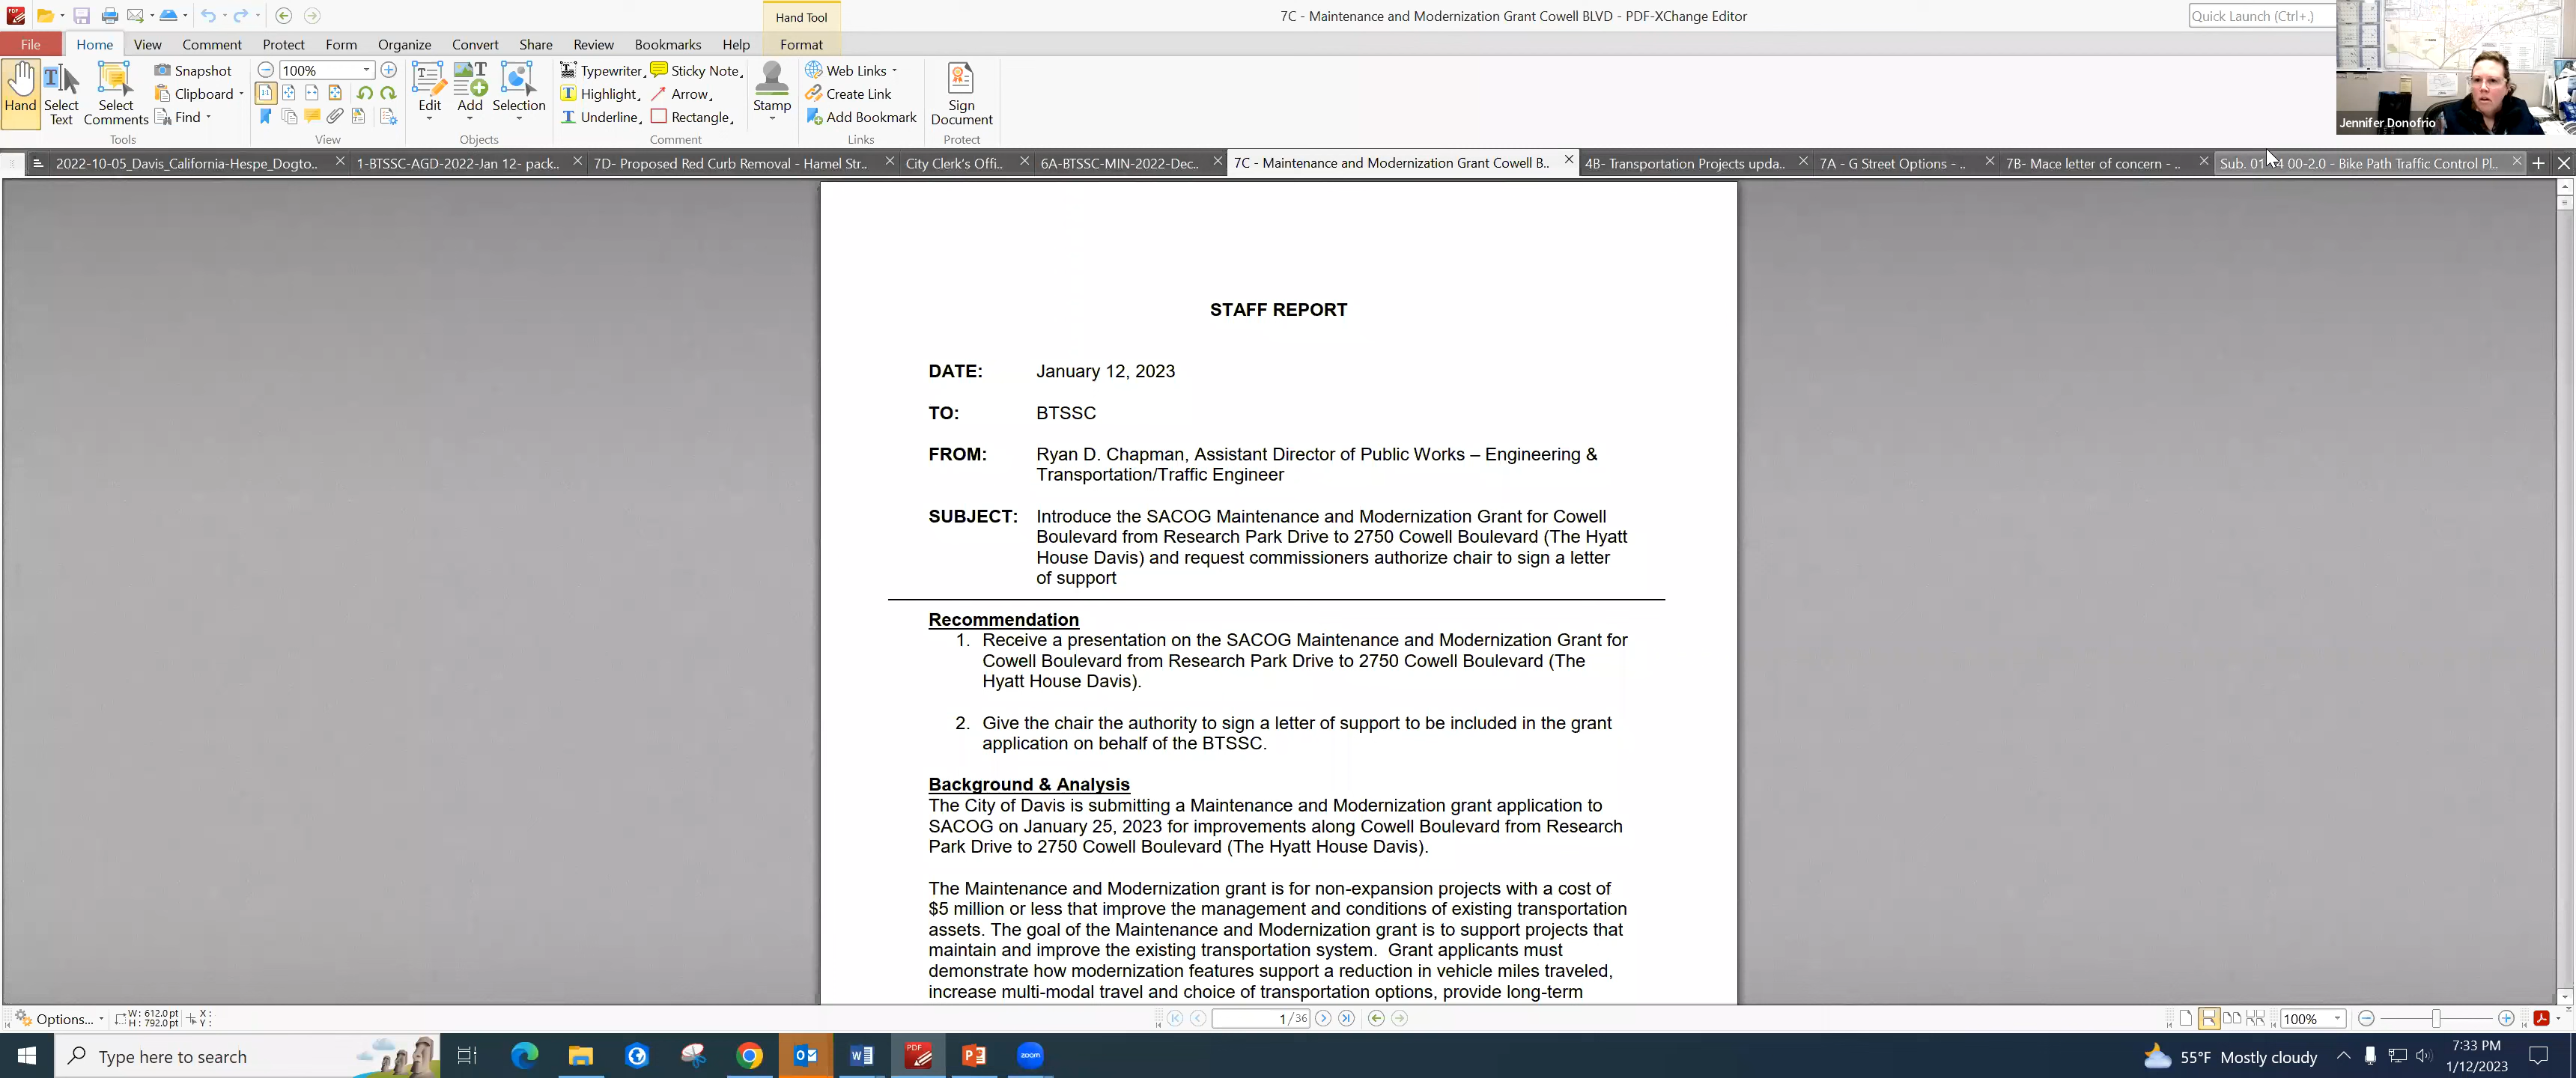 Hand Tool
7C - Maintenance and Modernization Grant Cowell BLVD - PDF-XChange Editor
Quick Launch (Ctrl+.)
File Home View Comment Protect Form Organize Convert Share Review Bookmarks Help Format
Hand
Select Text
Select Comments
Snapshot
Clipboard
Find
Tools
100%
View
Edit
Add
Selection
Objects
Typewriter
Highlight
Underline
Sticky Note
Arrow
Rectangle
Comment
Stamp
Web Links
Create Link
Add Bookmark
Links
Sign Document
Protect
Jennifer Donofrio
2022-10-05_Davis_California-Hespe_Dogto..
1-BTSSC-AGD-2022-Jan 12- pack..
7D- Proposed Red Curb Removal - Hamel Str..
City Clerk's Offi..
6A-BTSSC-MIN-2022-Dec..
7C - Maintenance and Modernization Grant Cowell B..
4B- Transportation Projects upda..
7A - G Street Options - ..
7B- Mace letter of concern - ..
00-2.0 - Bike Path Traffic Control Pl..
STAFF REPORT
DATE: January 12, 2023
TO: BTSSC
FROM: Ryan D. Chapman, Assistant Director of Public Works – Engineering &
Transportation/Traffic Engineer
SUBJECT: Introduce the SACOG Maintenance and Modernization Grant for Cowell
Boulevard from Research Park Drive to 2750 Cowell Boulevard (The Hyatt
House Davis) and request commissioners authorize chair to sign a letter
of support
Recommendation
1. Receive a presentation on the SACOG Maintenance and Modernization Grant for
Cowell Boulevard from Research Park Drive to 2750 Cowell Boulevard (The
Hyatt House Davis).
2. Give the chair the authority to sign a letter of support to be included in the grant
application on behalf of the BTSSC.
Background & Analysis
The City of Davis is submitting a Maintenance and Modernization grant application to
SACOG on January 25, 2023 for improvements along Cowell Boulevard from Research
Park Drive to 2750 Cowell Boulevard (The Hyatt House Davis).
The Maintenance and Modernization grant is for non-expansion projects with a cost of
$5 million or less that improve the management and conditions of existing transportation
assets. The goal of the Maintenance and Modernization grant is to support projects that
maintain and improve the existing transportation system. Grant applicants must
demonstrate how modernization features support a reduction in vehicle miles traveled,
increase multi-modal travel and choice of transportation options, provide long-term
Options...
W: 612.0 pt
H: 792.0 pt
X:
Y:
1 / 36
100%
Type here to search
zoom
55°F Mostly cloudy
7:33 PM
1/12/2023